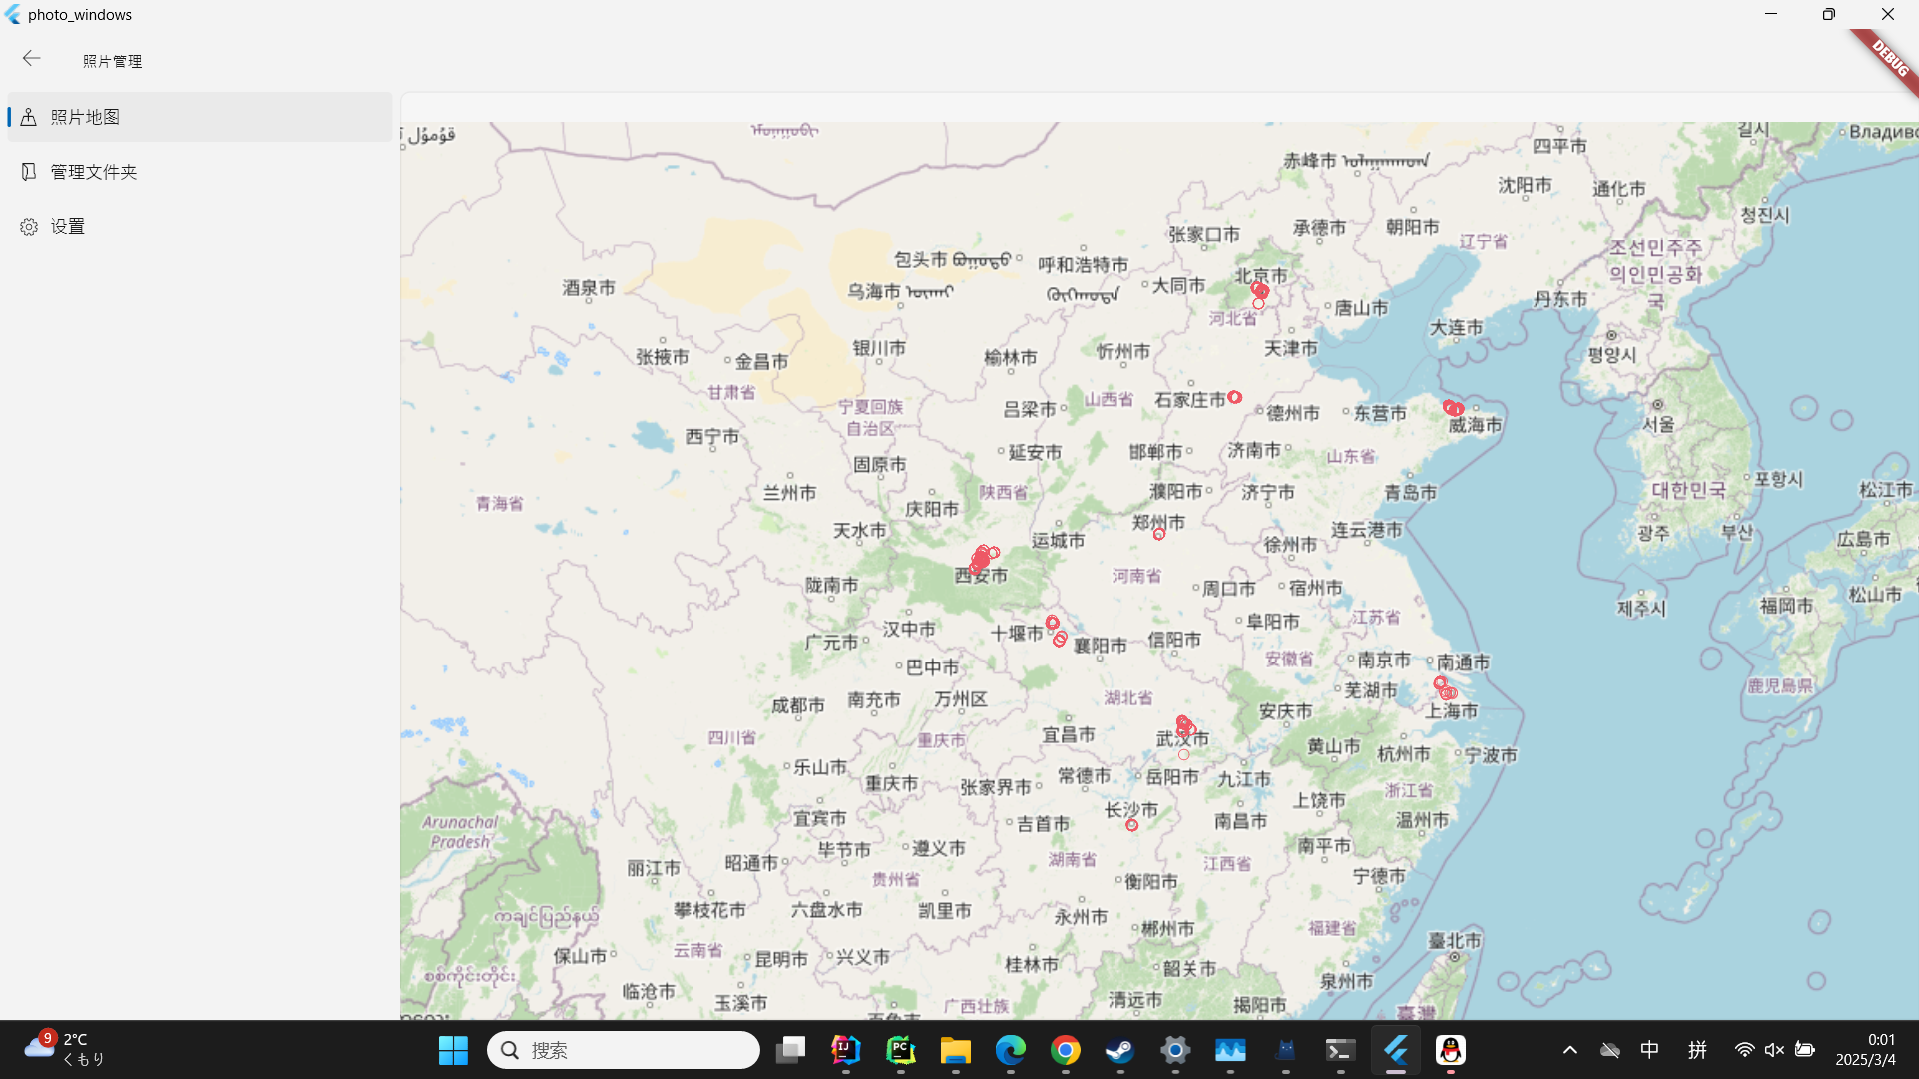 photo_windows
照片管理
DEBUG
照片地图
管理文件夹
设置
قۇمۇل
길시
Владивос
四平市
赤峰市
沈阳市
通化市
청진시
张家口市
承德市
朝阳市
辽宁省
조선민주주
의인민공화
국
包头市
呼和浩特市
北京市
酒泉市
乌海市
大同市
丹东市
唐山市
河北省
大连市
张掖市
金昌市
银川市
榆林市
忻州市
天津市
평양시
甘肃省
宁夏回族
自治区
吕梁市
山西省
石家庄市
德州市
东营市
威海市
서울
西宁市
固原市
延安市
邯郸市
济南市
山东省
포항시
青海省
兰州市
庆阳市
陕西省
濮阳市
济宁市
青岛市
대한민국
松江市
天水市
运城市
郑州市
徐州市
连云港市
광주
부산
広島市
陇南市
西安市
河南省
周口市
宿州市
제주시
福岡市
松山市
广元市
汉中市
十堰市
襄阳市
信阳市
阜阳市
江苏省
巴中市
安徽省
南京市
南通市
成都市
南充市
万州区
湖北省
安庆市
芜湖市
上海市
鹿児島県
四川省
重庆市
宜昌市
武汉市
黄山市
杭州市
宁波市
乐山市
重庆市
张家界市
常德市
岳阳市
九江市
浙江省
Arunachal
Pradesh
宜宾市
吉首市
长沙市
南昌市
上饶市
温州市
丽江市
昭通市
毕节市
遵义市
湖南省
江西省
南平市
贵州省
衡阳市
宁德市
ကချင်ပြည်နယ်
攀枝花市
六盘水市
凯里市
永州市
郴州市
福建省
臺北市
保山市
云南省
昆明市
兴义市
桂林市
韶关市
泉州市
စစ်ကိုင်းတိုင်း
临沧市
玉溪市
广西壮族
清远市
揭阳市
臺灣
9
2°C
くもり
搜索
中
拼
0:01
2025/3/4